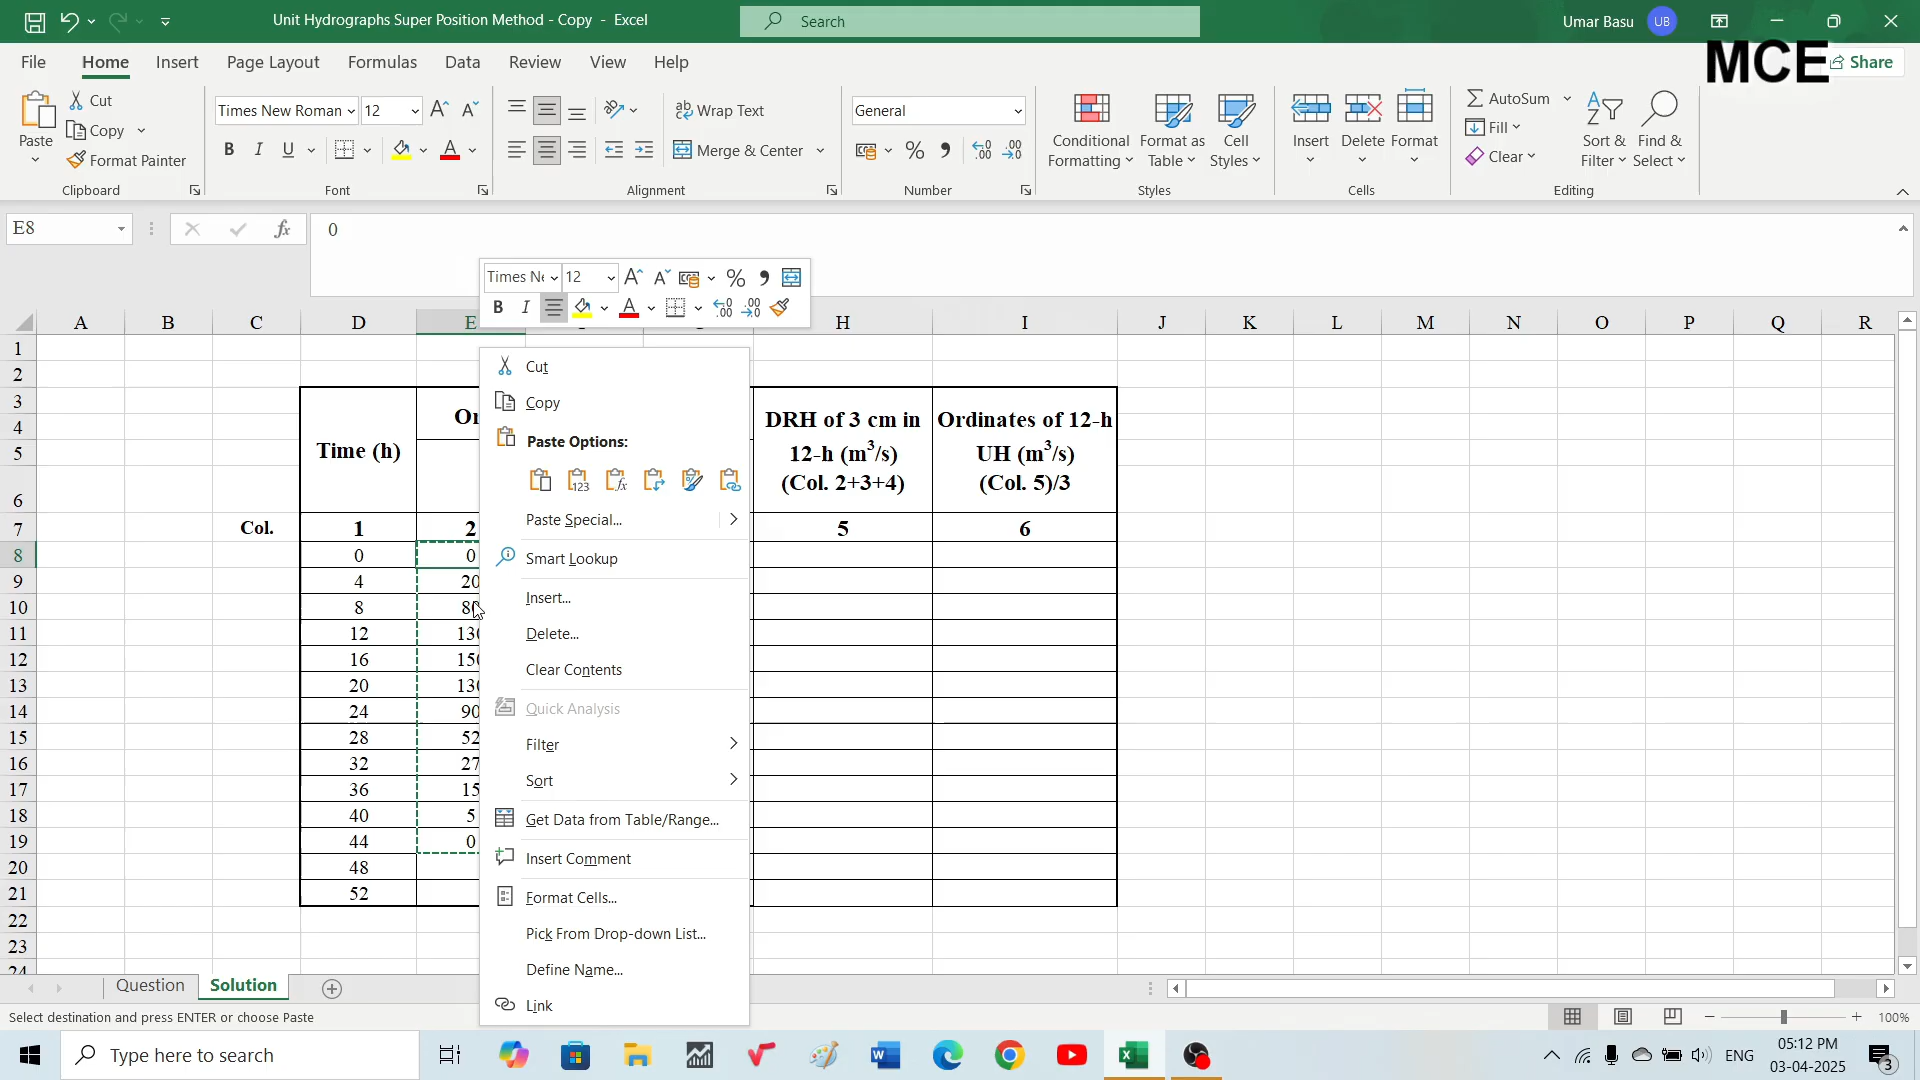 Unit Hydrographs Super Position Method - Copy - Excel
Search
Umar Basu
UB
MCE
File Home Insert Page Layout Formulas Data Review View Help
Share
Paste
Cut
Copy
Format Painter
Clipboard
Times New Roman 12
B I U
Font
Wrap Text
Merge & Center
Alignment
General
Number
Conditional Formatting
Format as Table
Cell Styles
Styles
Insert Delete Format
Cells
AutoSum
Fill
Clear
Sort & Filter
Find & Select
Editing
E8
fx
0
Times Ne 12
B I
A B C D E H I J K L M N O P Q R
1
2
3
4
5
6
Time (h)
DRH of 3 cm in
12-h (m³/s)
(Col. 2+3+4)
Ordinates of 12-h
UH (m³/s)
(Col. 5)/3
7 Col. 1 2 5 6
8 0 0
9 4 20
10 8 80
11 12 130
12 16 150
13 20 130
14 24 90
15 28 52
16 32 27
17 36 15
18 40 5
19 44 0
20 48
21 52
22
23
24
Cut
Copy
Paste Options:
Paste Special...
Smart Lookup
Insert...
Delete...
Clear Contents
Quick Analysis
Filter
Sort
Get Data from Table/Range...
Insert Comment
Format Cells...
Pick From Drop-down List...
Define Name...
Link
Question Solution
Select destination and press ENTER or choose Paste
100%
Type here to search
ENG
05:12 PM
03-04-2025
3